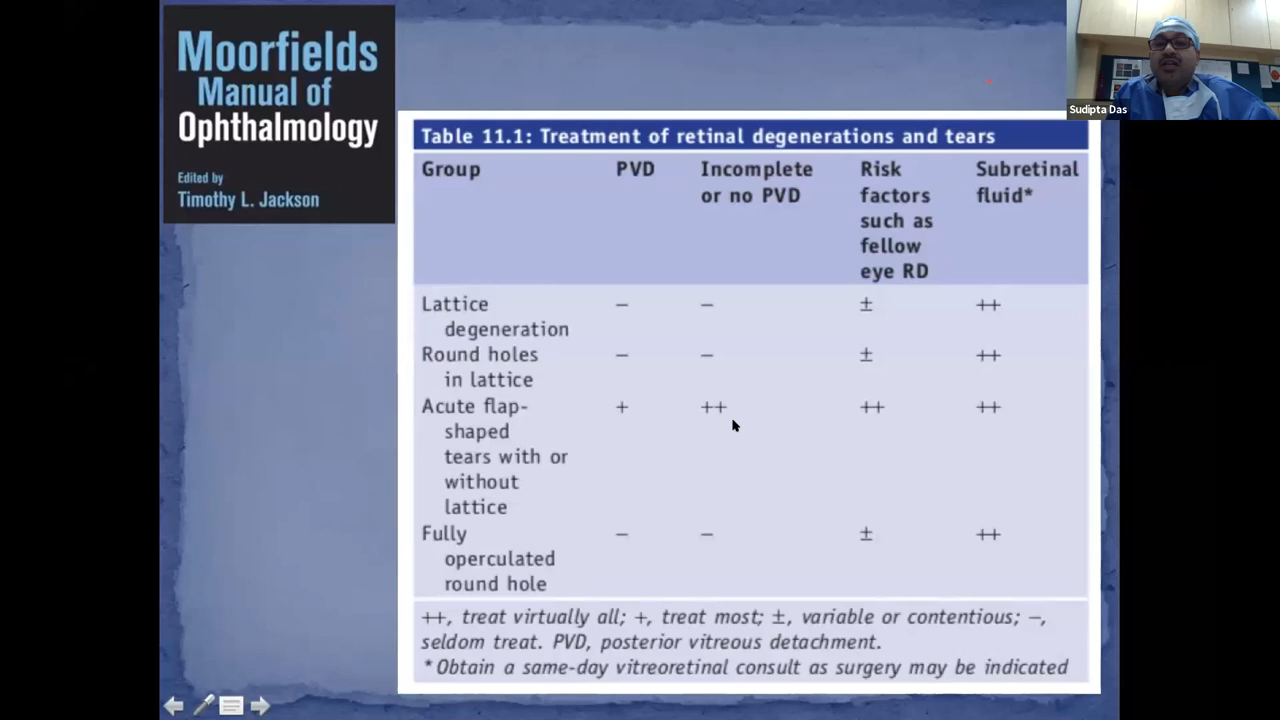 Moorfields
Manual of
Ophthalmology
Edited by
Timothy L. Jackson
Sudipta Das
Table 11.1: Treatment of retinal degenerations and tears
Group PVD Incomplete or no PVD Risk factors such as fellow eye RD Subretinal fluid*
Lattice degeneration – – ± ++
Round holes in lattice – – ± ++
Acute flap-shaped tears with or without lattice + ++ ++ ++
Fully operculated round hole – – ± ++
++, treat virtually all; +, treat most; ±, variable or contentious; –,
seldom treat. PVD, posterior vitreous detachment.
*Obtain a same-day vitreoretinal consult as surgery may be indicated